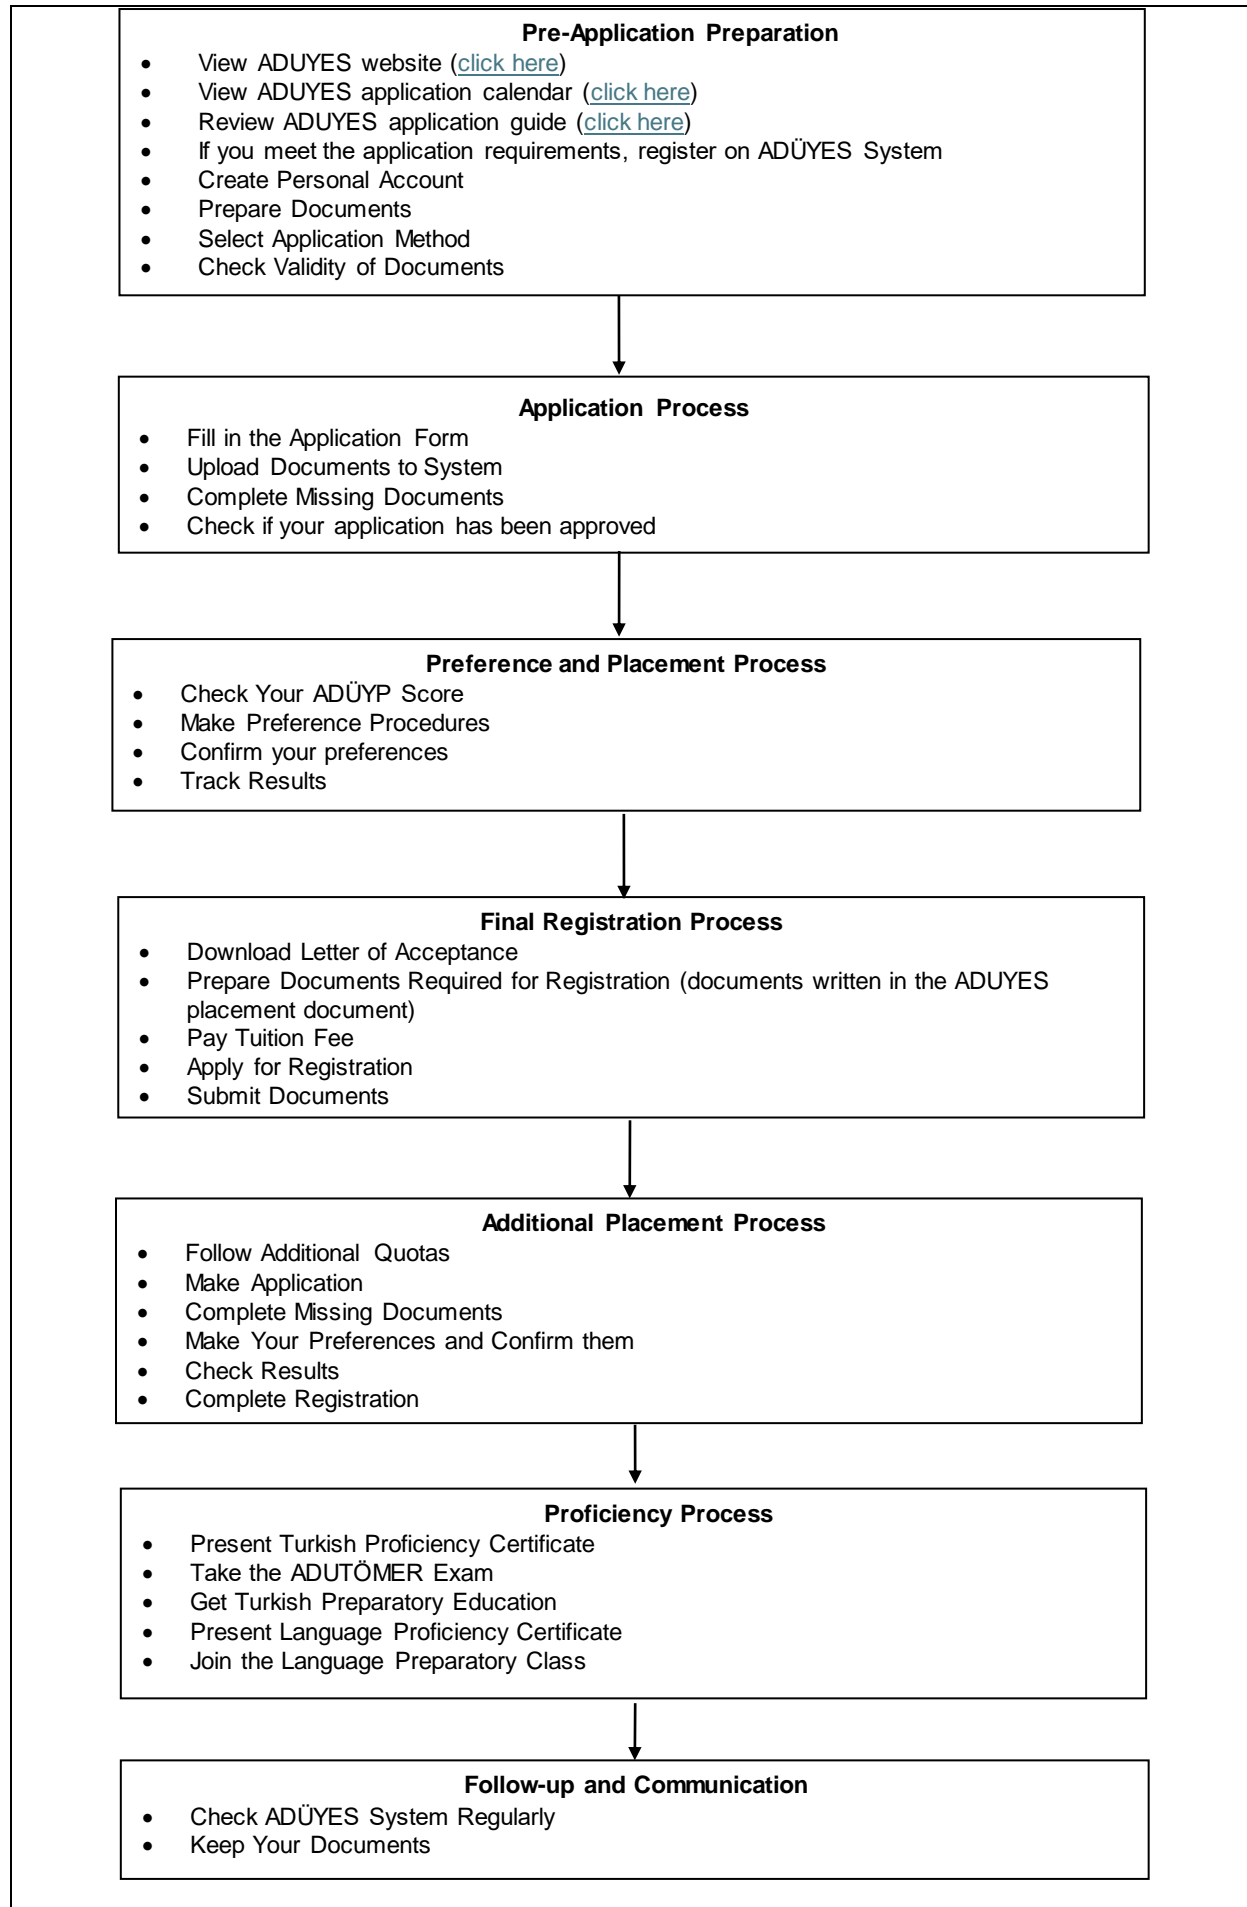 Pre-Application Preparation
• View ADUYES website (click here)
• View ADUYES application calendar (click here)
• Review ADUYES application guide (click here)
• If you meet the application requirements, register on ADÜYES System
• Create Personal Account
• Prepare Documents
• Select Application Method
• Check Validity of Documents
Application Process
• Fill in the Application Form
• Upload Documents to System
• Complete Missing Documents
• Check if your application has been approved
Preference and Placement Process
• Check Your ADÜYP Score
• Make Preference Procedures
• Confirm your preferences
• Track Results
Final Registration Process
• Download Letter of Acceptance
• Prepare Documents Required for Registration (documents written in the ADUYES
placement document)
• Pay Tuition Fee
• Apply for Registration
• Submit Documents
Additional Placement Process
• Follow Additional Quotas
• Make Application
• Complete Missing Documents
• Make Your Preferences and Confirm them
• Check Results
• Complete Registration
Proficiency Process
• Present Turkish Proficiency Certificate
• Take the ADUTÖMER Exam
• Get Turkish Preparatory Education
• Present Language Proficiency Certificate
• Join the Language Preparatory Class
Follow-up and Communication
• Check ADÜYES System Regularly
• Keep Your Documents